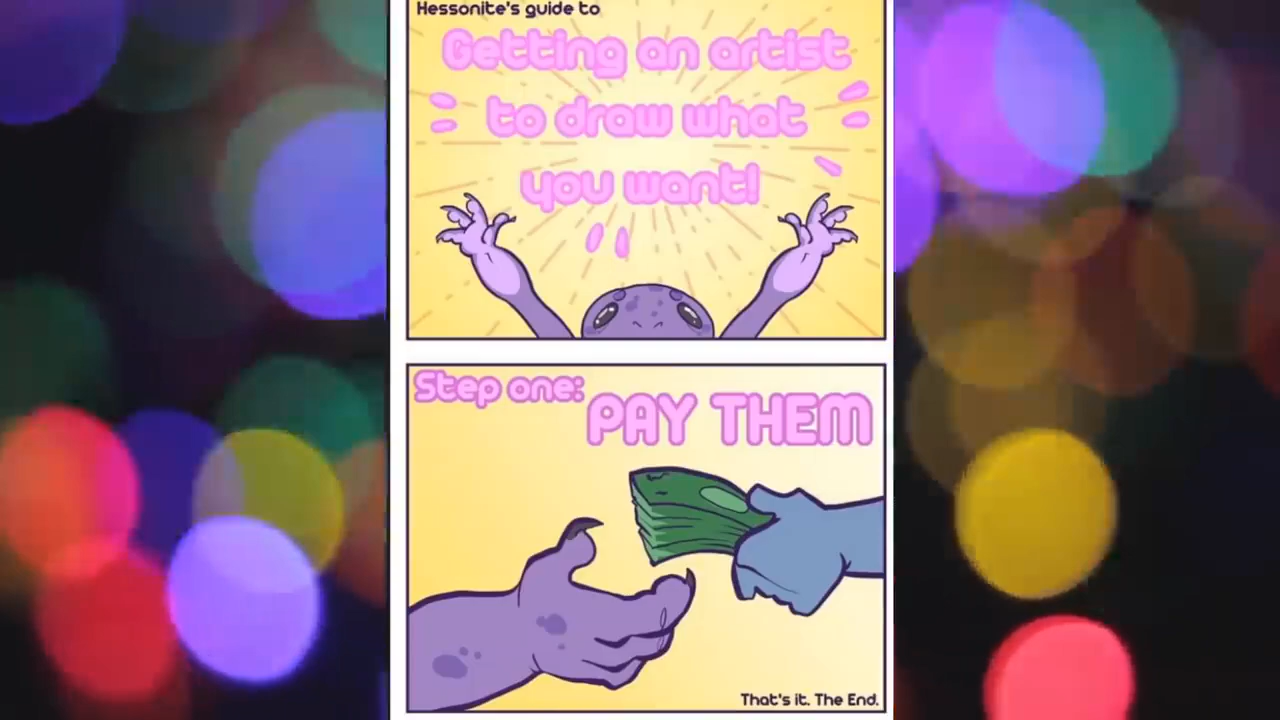 Hessonite's guide to
Getting an artist
to draw what
you want!
Step one:
PAY THEM
That's it. The End.